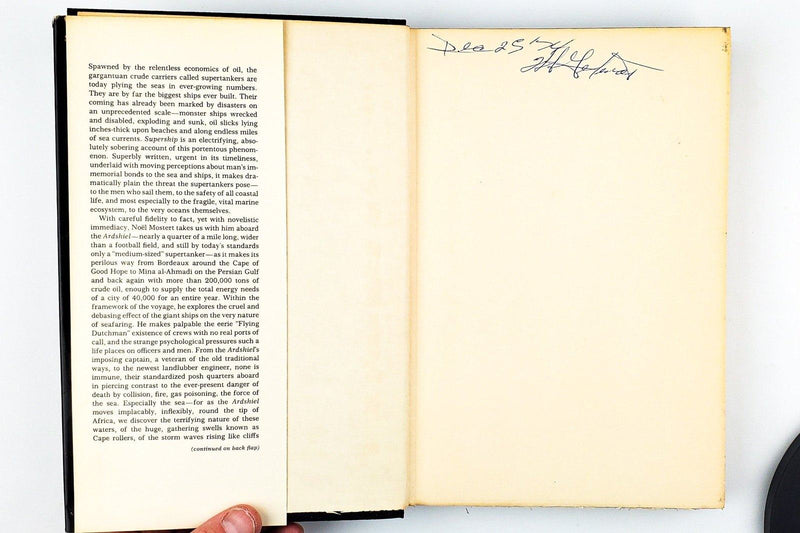 Spawned by the relentless economics of oil, the
gargantuan crude carriers called supertankers are
today plying the seas in ever-growing numbers.
They are by far the biggest ships ever built. Their
coming has already been marked by disasters on
an unprecedented scale—monster ships wrecked
and disabled, exploding and sunk, oil slicks lying
inches-thick upon beaches and along endless miles
of sea currents. Supership is an electrifying, abso-
lutely sobering account of this portentous phenom-
enon. Superbly written, urgent in its timeliness,
underlaid with moving perceptions about man's im-
memorial bonds to the sea and ships, it makes dra-
matically plain the threat the supertankers pose—
to the men who sail them, to the safety of all coastal
life, and most especially to the fragile, vital marine
ecosystem, to the very oceans themselves.
With careful fidelity to fact, yet with novelistic
immediacy, Noël Mostert takes us with him aboard
the Ardshiel—nearly a quarter of a mile long, wider
than a football field, and still by today's standards
only a "medium-sized" supertanker—as it makes its
perilous way from Bordeaux around the Cape of
Good Hope to Mina al-Ahmadi on the Persian Gulf
and back again with more than 200,000 tons of
crude oil, enough to supply the total energy needs
of a city of 40,000 for an entire year. Within the
framework of the voyage, he explores the cruel and
debasing effect of the giant ships on the very nature
of seafaring. He makes palpable the eerie "Flying
Dutchman" existence of crews with no real ports of
call, and the strange psychological pressures such a
life places on officers and men. From the Ardshiel's
imposing captain, a veteran of the old traditional
ways, to the newest landlubber engineer, none is
immune, their standardized posh quarters aboard
in piercing contrast to the ever-present danger of
death by collision, fire, gas poisoning, the force of
the sea. Especially the sea—for as the Ardshiel
moves implacably, inflexibly, round the tip of
Africa, we discover the terrifying nature of these
waters, of the huge, gathering swells known as
Cape rollers, of the storm waves rising like cliffs
(continued on back flap)
Dec 25